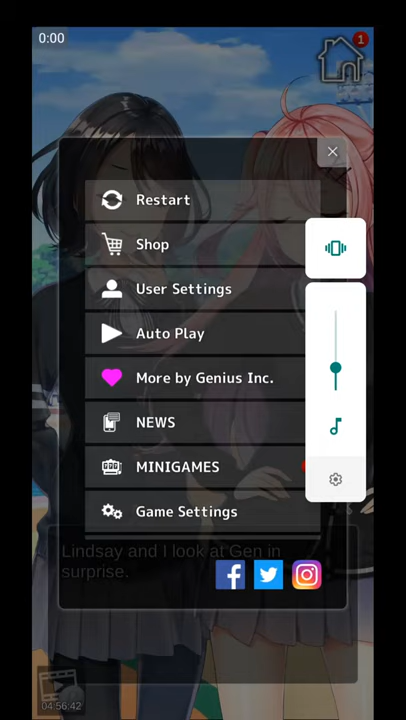 0:00
1
Restart
Shop
User Settings
Auto Play
More by Genius Inc.
NEWS
MINIGAMES
Game Settings
Lindsay and I look at Gen in
surprise.
04:56:42